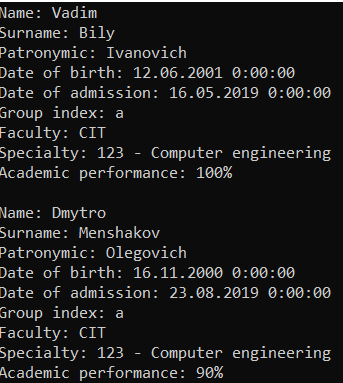 Name: Vadim
Surname: Bily
Patronymic: Ivanovich
Date of birth: 12.06.2001 0:00:00
Date of admission: 16.05.2019 0:00:00
Group index: a
Faculty: CIT
Specialty: 123 - Computer engineering
Academic performance: 100%

Name: Dmytro
Surname: Menshakov
Patronymic: Olegovich
Date of birth: 16.11.2000 0:00:00
Date of admission: 23.08.2019 0:00:00
Group index: a
Faculty: CIT
Specialty: 123 - Computer engineering
Academic performance: 90%